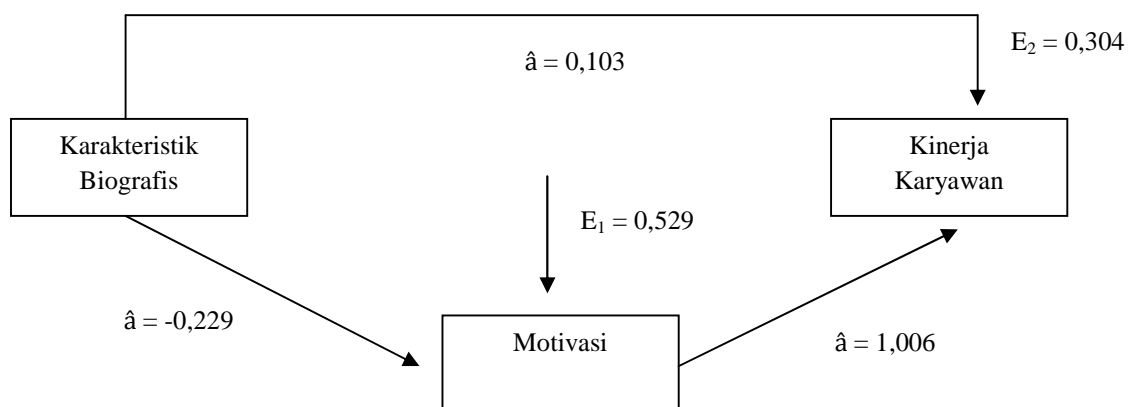 E₂ = 0,304
â = 0,103
Karakteristik
Biografis
Kinerja
Karyawan
E₁ = 0,529
â = -0,229
Motivasi
â = 1,006